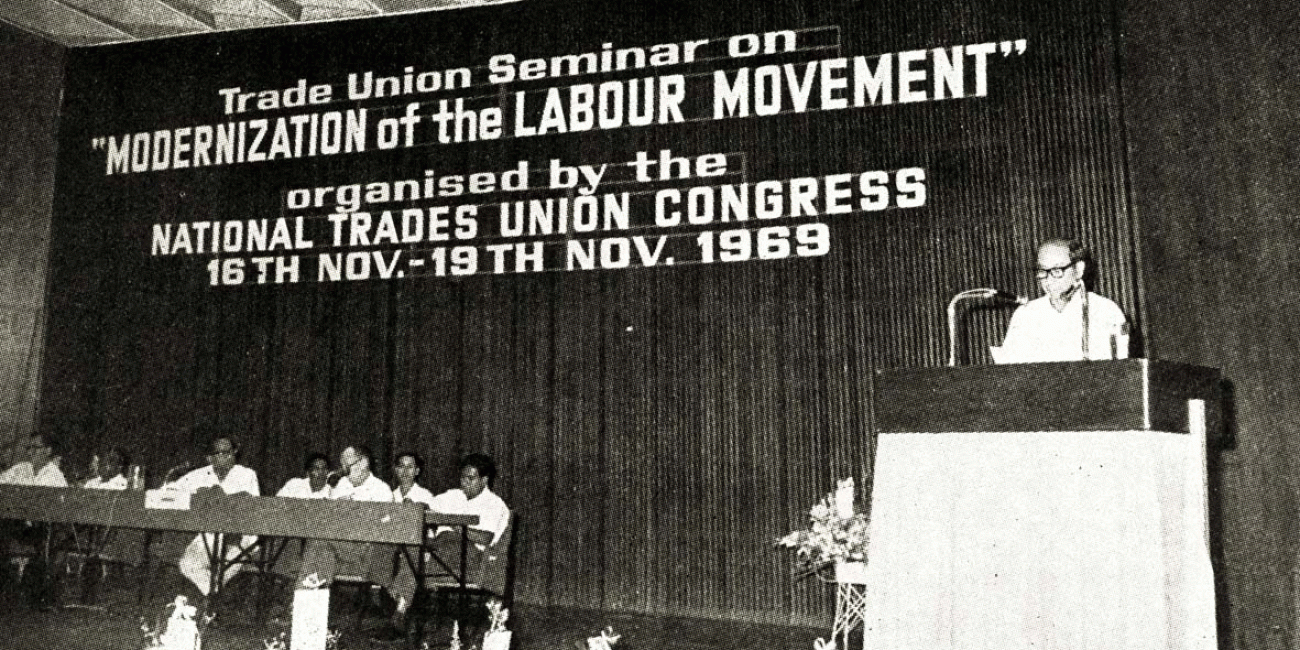 Trade Union Seminar on
"MODERNIZATION of the LABOUR MOVEMENT"
organised by the
NATIONAL TRADES UNION CONGRESS
16TH NOV.-19TH NOV. 1969